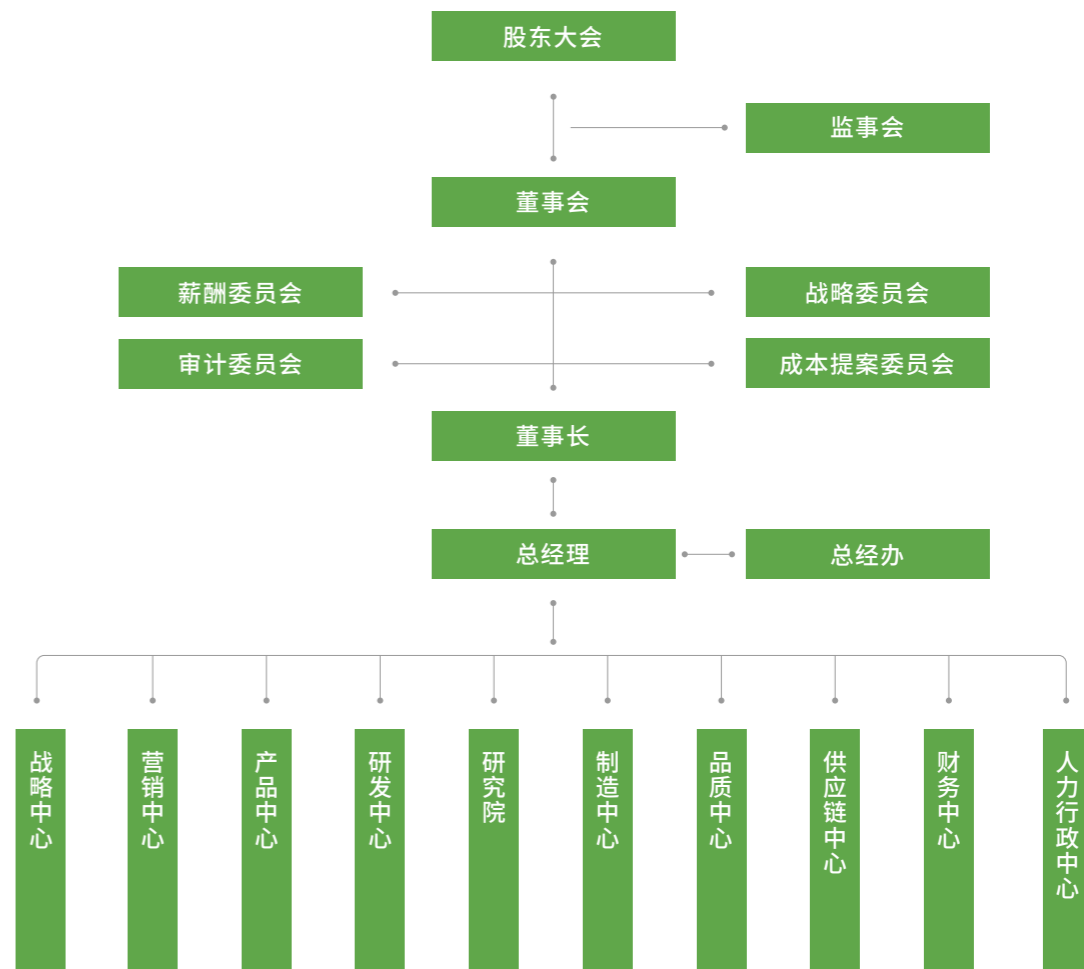 股东大会
监事会
董事会
薪酬委员会
战略委员会
审计委员会
成本提案委员会
董事长
总经理
总经办
战略中心
营销中心
产品中心
研发中心
研究院
制造中心
品质中心
供应链中心
财务中心
人力行政中心